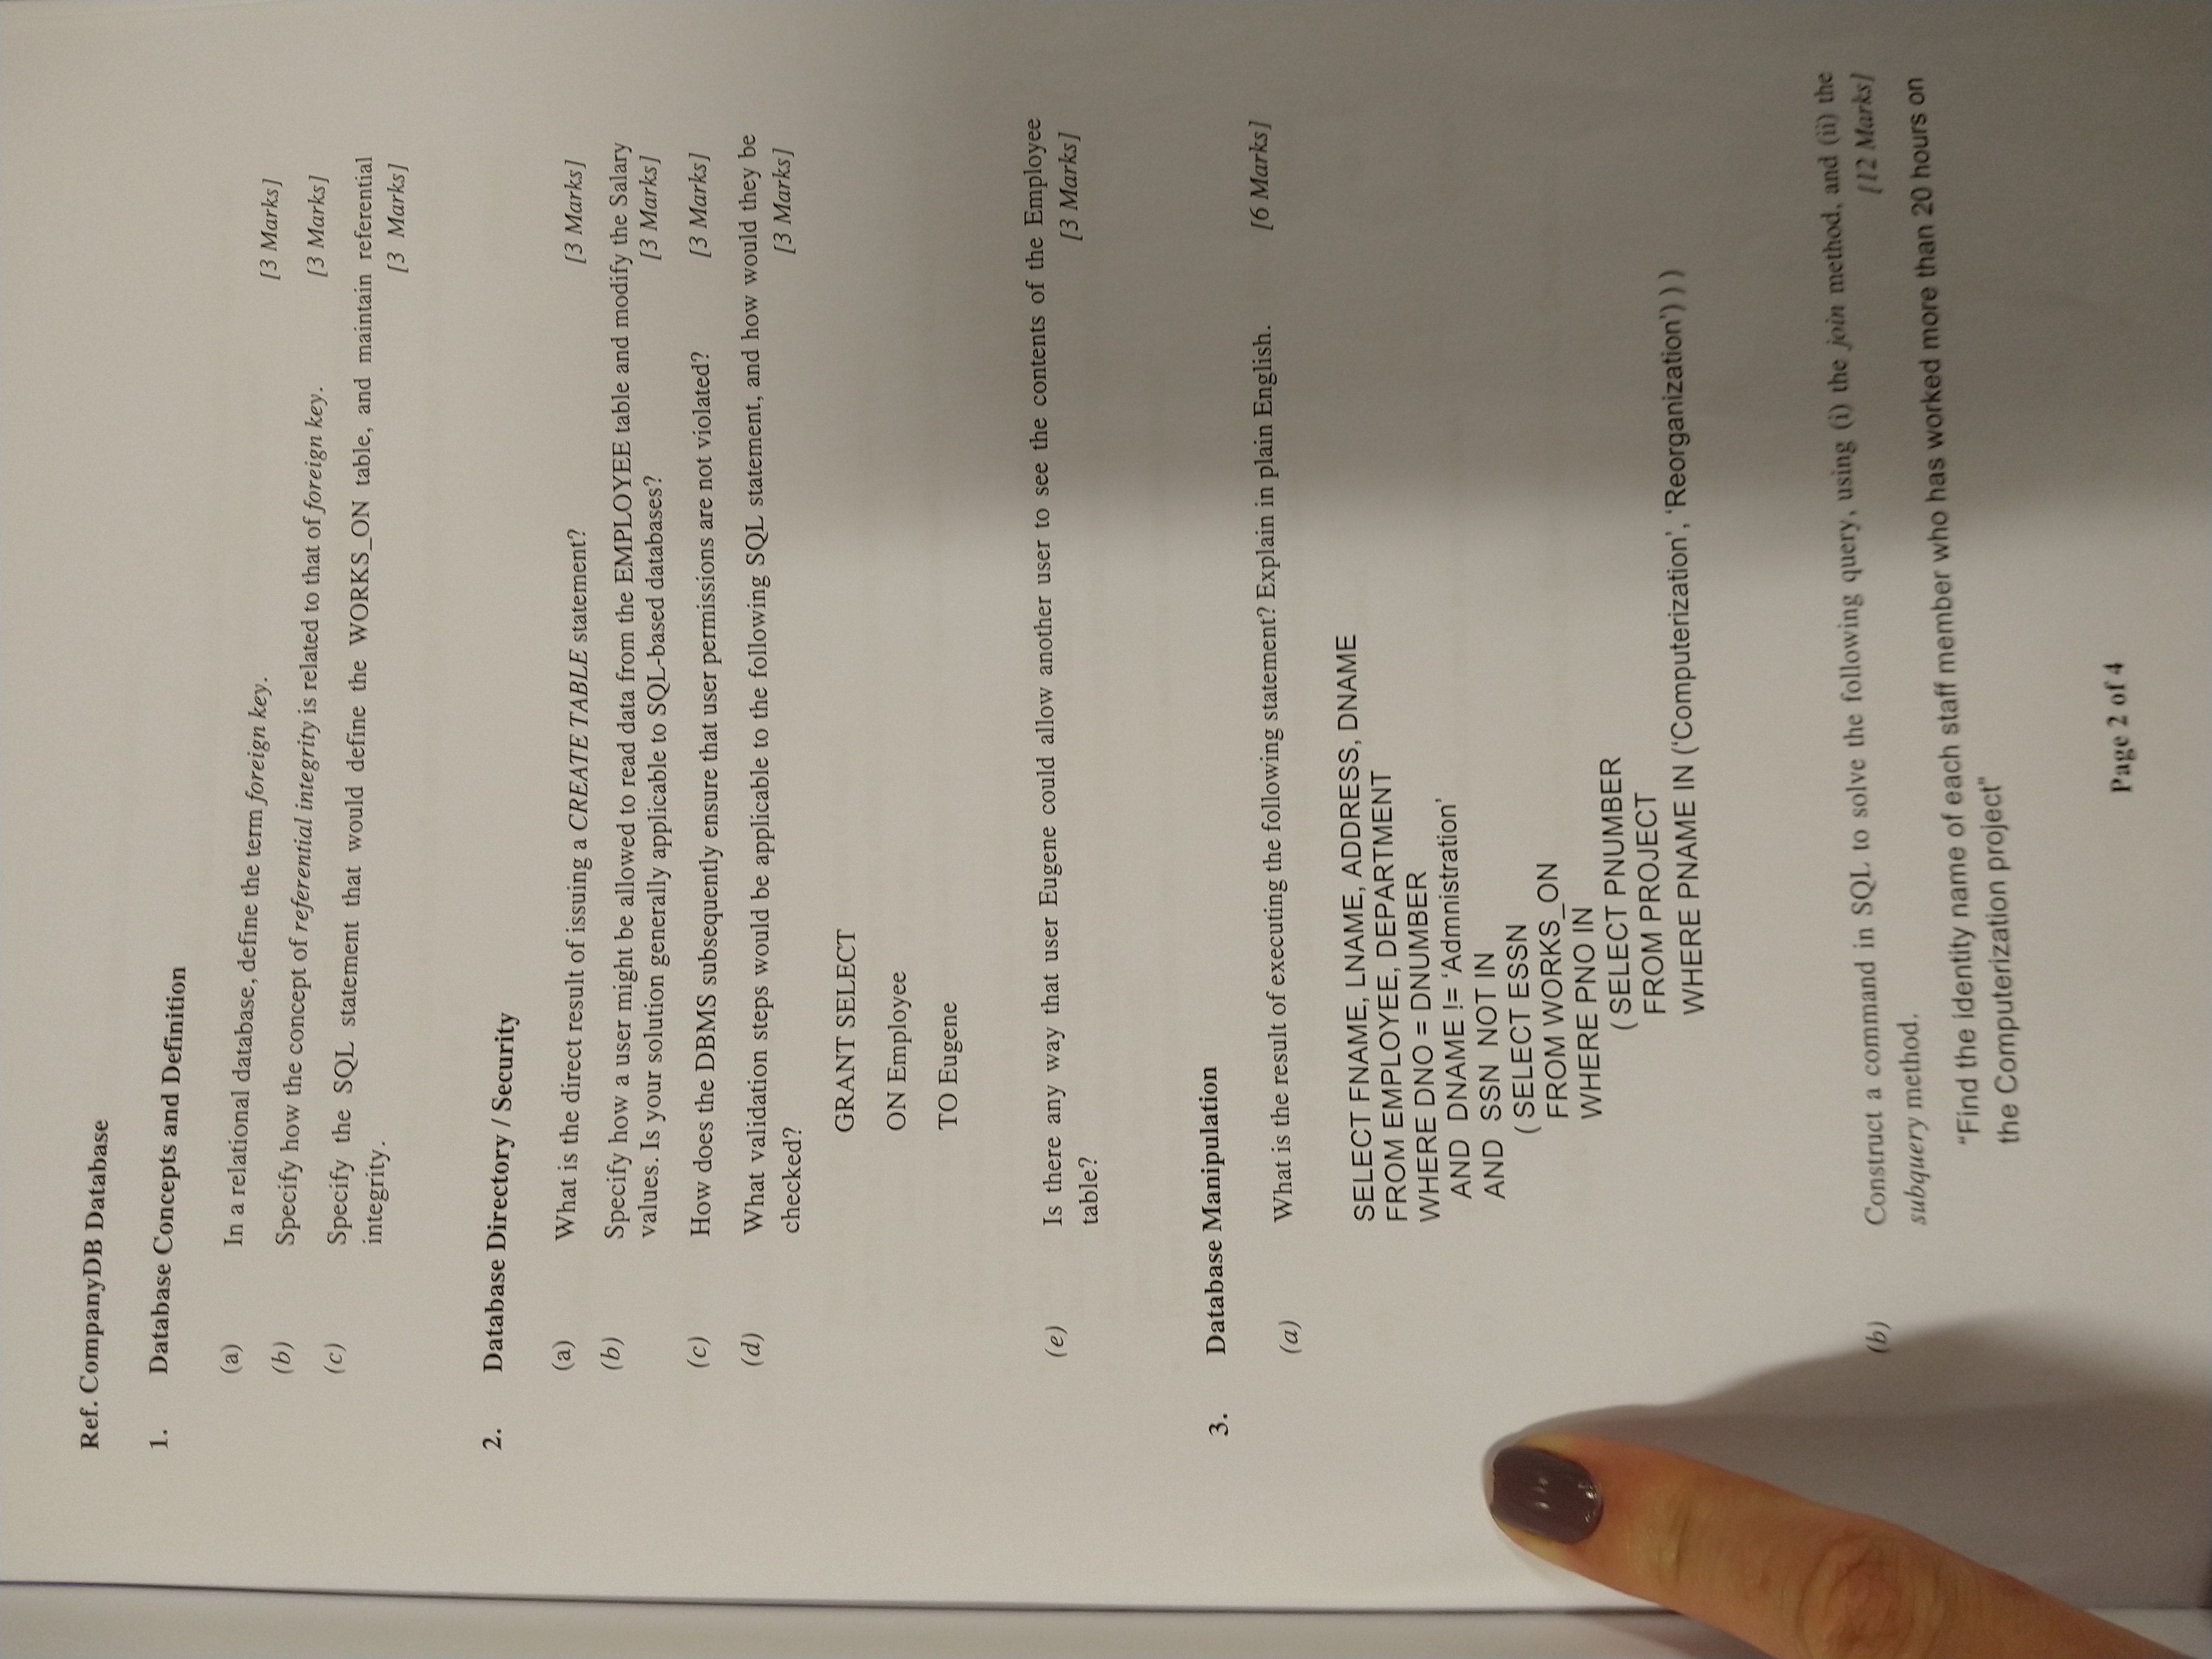 Ref. CompanyDB Database
1. Database Concepts and Definition
(a) In a relational database, define the term foreign key. [3 Marks]
(b) Specify how the concept of referential integrity is related to that of foreign key. [3 Marks]
(c) Specify the SQL statement that would define the WORKS_ON table, and maintain referential
integrity. [3 Marks]
2. Database Directory / Security
(a) What is the direct result of issuing a CREATE TABLE statement? [3 Marks]
(b) Specify how a user might be allowed to read data from the EMPLOYEE table and modify the Salary
values. Is your solution generally applicable to SQL-based databases? [3 Marks]
(c) How does the DBMS subsequently ensure that user permissions are not violated? [3 Marks]
(d) What validation steps would be applicable to the following SQL statement, and how would they be
checked? [3 Marks]
GRANT SELECT
ON Employee
TO Eugene
(e) Is there any way that user Eugene could allow another user to see the contents of the Employee
table? [3 Marks]
3. Database Manipulation
(a) What is the result of executing the following statement? Explain in plain English. [6 Marks]
SELECT FNAME, LNAME, ADDRESS, DNAME
FROM EMPLOYEE, DEPARTMENT
WHERE DNO = DNUMBER
AND DNAME != ‘Admnistration’
AND SSN NOT IN
( SELECT ESSN
FROM WORKS_ON
WHERE PNO IN
( SELECT PNUMBER
FROM PROJECT
WHERE PNAME IN (‘Computerization’, ‘Reorganization’) ) )
(b) Construct a command in SQL to solve the following query, using (i) the join method, and (ii) the
subquery method. [12 Marks]
“Find the identity name of each staff member who has worked more than 20 hours on
the Computerization project”
Page 2 of 4